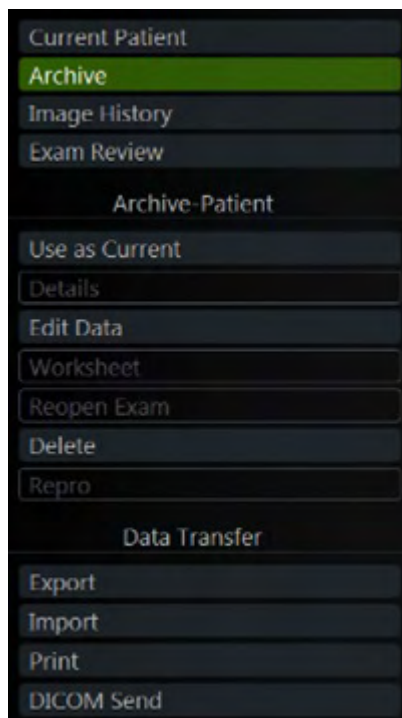 Current Patient
Archive
Image History
Exam Review
Archive-Patient
Use as Current
Details
Edit Data
Worksheet
Reopen Exam
Delete
Repro
Data Transfer
Export
Import
Print
DICOM Send